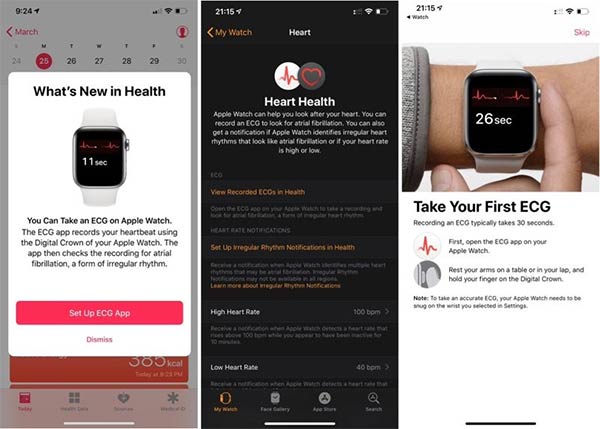 9:24
March
S M T W T F S
24 25 26 27 28 29 30
What's New in Health
11sec
You Can Take an ECG on Apple Watch.
The ECG app records your heartbeat using
the Digital Crown of your Apple Watch. The
app then checks the recording for atrial
fibrillation, a form of irregular rhythm.
Set Up ECG App
Dismiss
385kcal
Today at 9:23 PM
Today
Health Data
Sources
Medical ID
21:15
My Watch
Heart
Heart Health
Apple Watch can help you look after your heart. You can
record an ECG to look for atrial fibrillation. You can also
get a notification if Apple Watch identifies irregular heart
rhythms that look like atrial fibrillation or if your heart rate
is high or low.
ECG
View Recorded ECGs in Health
Open the ECG app on your Apple Watch to take a recording and
look for atrial fibrillation, a form of irregular rhythm.
HEART RATE NOTIFICATIONS
Set Up Irregular Rhythm Notifications in Health
Receive a notification when Apple Watch identifies multiple heart
rhythms that may be atrial fibrillation. Irregular Rhythm
Notifications may not be available in all regions.
Learn more about Irregular Rhythm Notifications
High Heart Rate 100 bpm
Receive a notification when Apple Watch detects a heart rate that
rises above 100 bpm while you appear to have been inactive for
10 minutes.
Low Heart Rate 40 bpm
Receive a notification when Apple Watch detects a heart rate that
My Watch
Face Gallery
App Store
Search
21:15
Watch
Skip
26sec
Take Your First ECG
Recording an ECG typically takes 30 seconds.
First, open the ECG app on your
Apple Watch.
Rest your arms on a table or in your lap, and
hold your finger on the Digital Crown.
Note: To take an accurate ECG, your Apple Watch needs to be
snug on the wrist you selected in Settings.